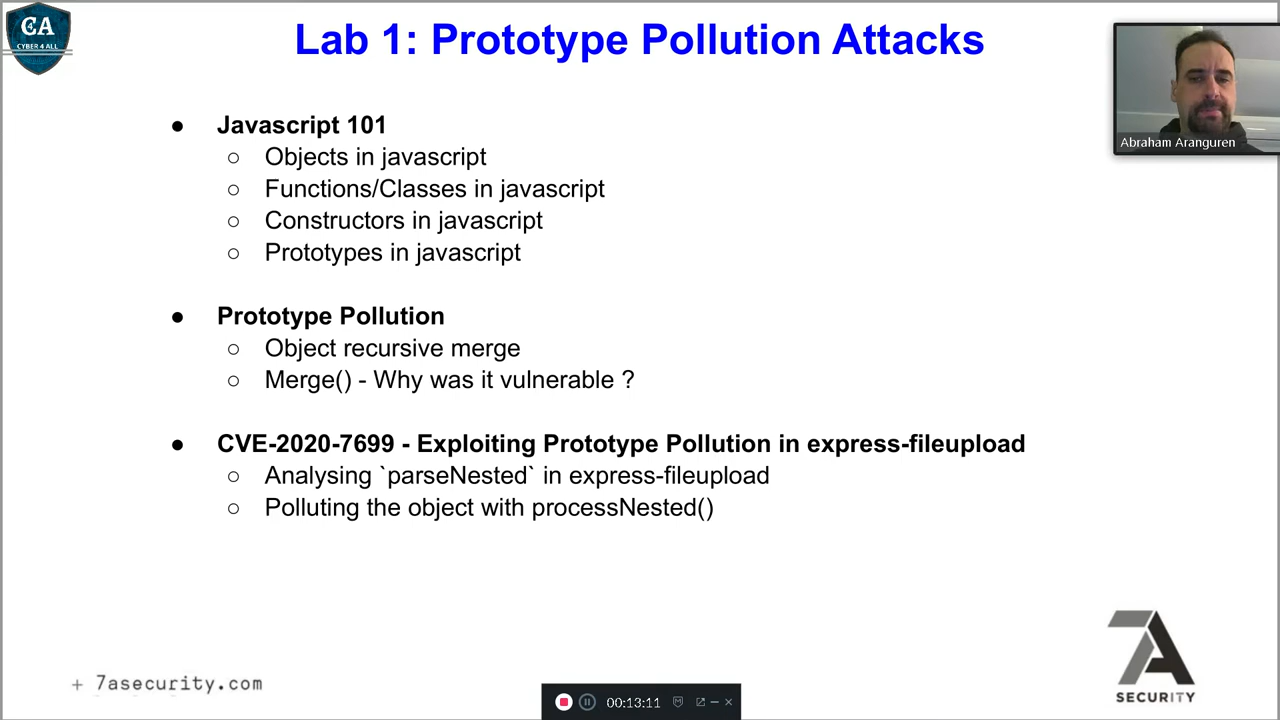 CA
CYBER 4 ALL
Lab 1: Prototype Pollution Attacks
Abraham Aranguren
● Javascript 101
○ Objects in javascript
○ Functions/Classes in javascript
○ Constructors in javascript
○ Prototypes in javascript
● Prototype Pollution
○ Object recursive merge
○ Merge() - Why was it vulnerable ?
● CVE-2020-7699 - Exploiting Prototype Pollution in express-fileupload
○ Analysing `parseNested` in express-fileupload
○ Polluting the object with processNested()
+ 7asecurity.com
00:13:11
7A
SECURITY